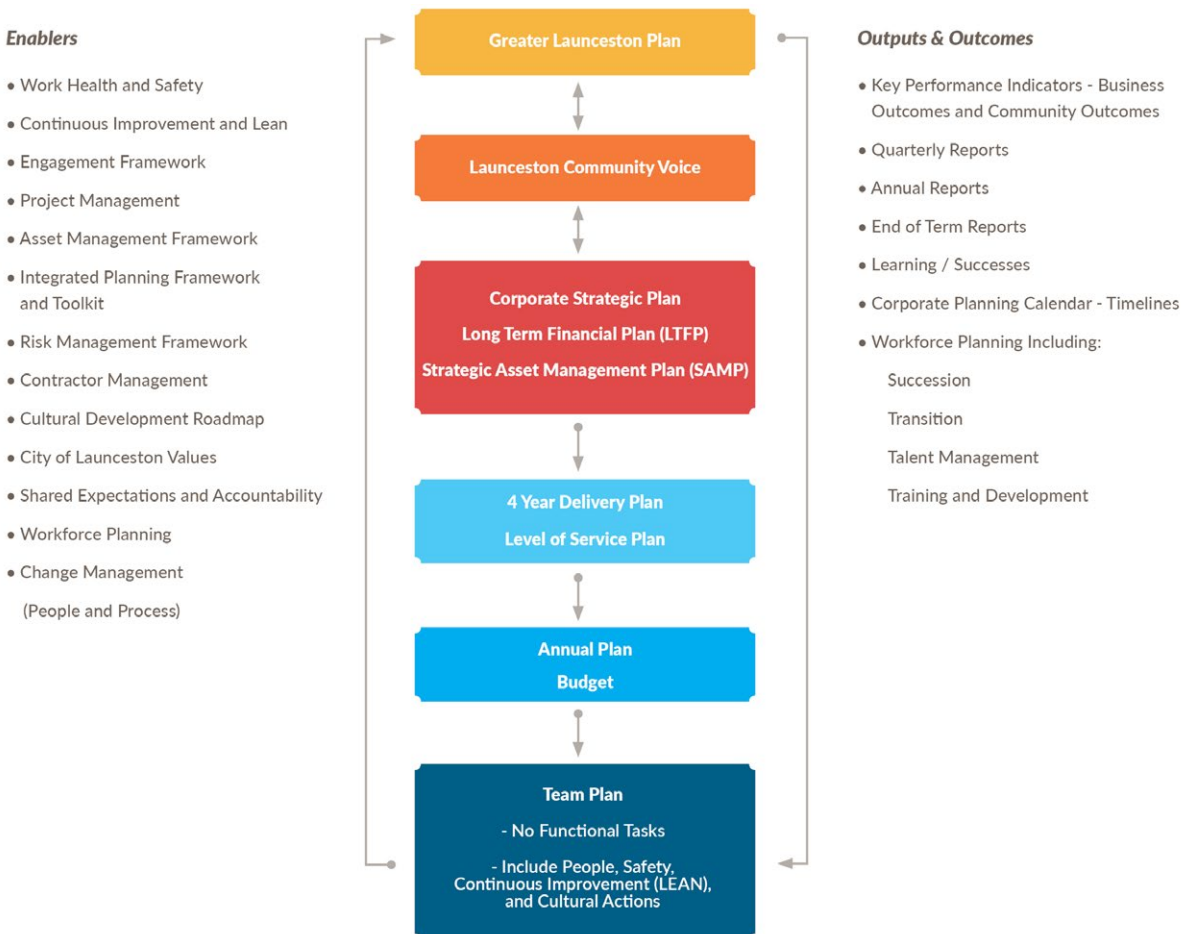 Enablers
• Work Health and Safety
• Continuous Improvement and Lean
• Engagement Framework
• Project Management
• Asset Management Framework
• Integrated Planning Framework
and Toolkit
• Risk Management Framework
• Contractor Management
• Cultural Development Roadmap
• City of Launceston Values
• Shared Expectations and Accountability
• Workforce Planning
• Change Management
(People and Process)
Greater Launceston Plan
Launceston Community Voice
Corporate Strategic Plan
Long Term Financial Plan (LTFP)
Strategic Asset Management Plan (SAMP)
4 Year Delivery Plan
Level of Service Plan
Annual Plan
Budget
Team Plan
- No Functional Tasks
- Include People, Safety,
Continuous Improvement (LEAN),
and Cultural Actions
Outputs & Outcomes
• Key Performance Indicators - Business
Outcomes and Community Outcomes
• Quarterly Reports
• Annual Reports
• End of Term Reports
• Learning / Successes
• Corporate Planning Calendar - Timelines
• Workforce Planning Including:
Succession
Transition
Talent Management
Training and Development